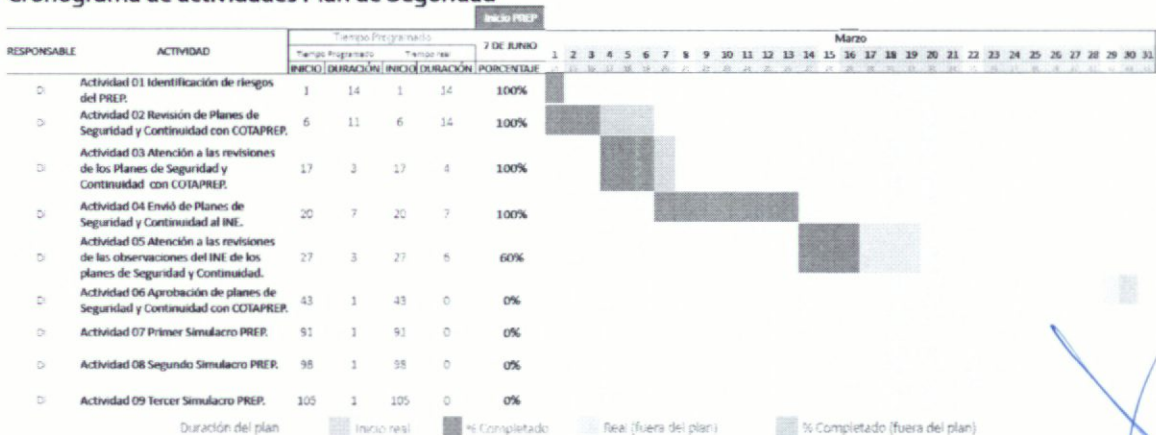 Cronograma de actividades Plan de Seguridad
Inicio PREP
Tiempo Programado
7 DE JUNIO
Marzo
RESPONSABLE ACTIVIDAD Tiempo Programado Tiempo real
1 2 3 4 5 6 7 8 9 10 11 12 13 14 15 16 17 18 19 20 21 22 23 24 25 26 27 28 29 30 31
INICIO DURACIÓN INICIO DURACIÓN PORCENTAJE
DI Actividad 01 Identificación de riesgos
del PREP. 1 14 1 14 100%
DI Actividad 02 Revisión de Planes de
Seguridad y Continuidad con COTAPREP. 6 11 6 14 100%
Actividad 03 Atención a las revisiones
DI de los Planes de Seguridad y 17 3 17 4 100%
Continuidad con COTAPREP.
DI Actividad 04 Envió de Planes de
Seguridad y Continuidad al INE. 20 7 20 7 100%
Actividad 05 Atención a las revisiones
DI de las observaciones del INE de los 27 3 27 6 60%
planes de Seguridad y Continuidad.
DI Actividad 06 Aprobación de planes de
Seguridad y Continuidad con COTAPREP. 43 1 43 0 0%
DI Actividad 07 Primer Simulacro PREP. 91 1 91 0 0%
DI Actividad 08 Segundo Simulacro PREP. 98 1 98 0 0%
DI Actividad 09 Tercer Simulacro PREP. 105 1 105 0 0%
Duración del plan Inicio real % Completado Real (fuera del plan) % Completado (fuera del plan)